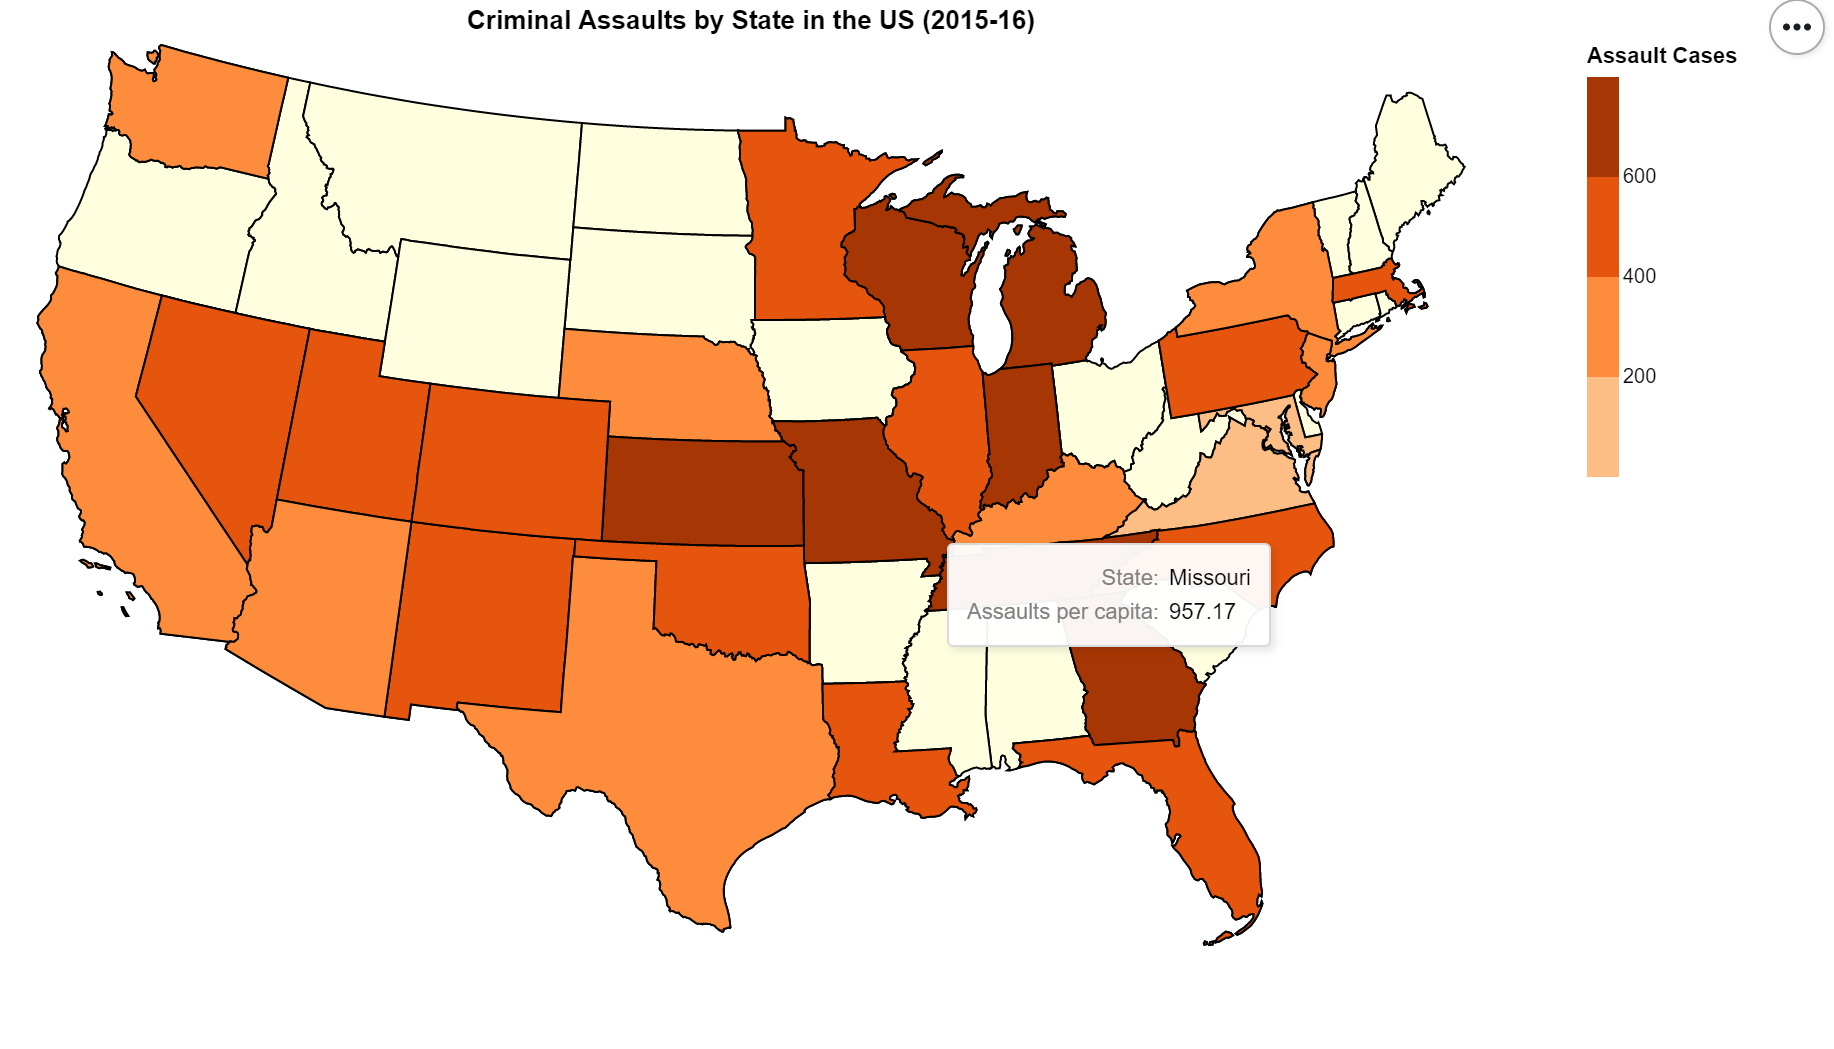 Criminal Assaults by State in the US (2015-16)
Assault Cases
600
400
200
State: Missouri
Assaults per capita: 957.17